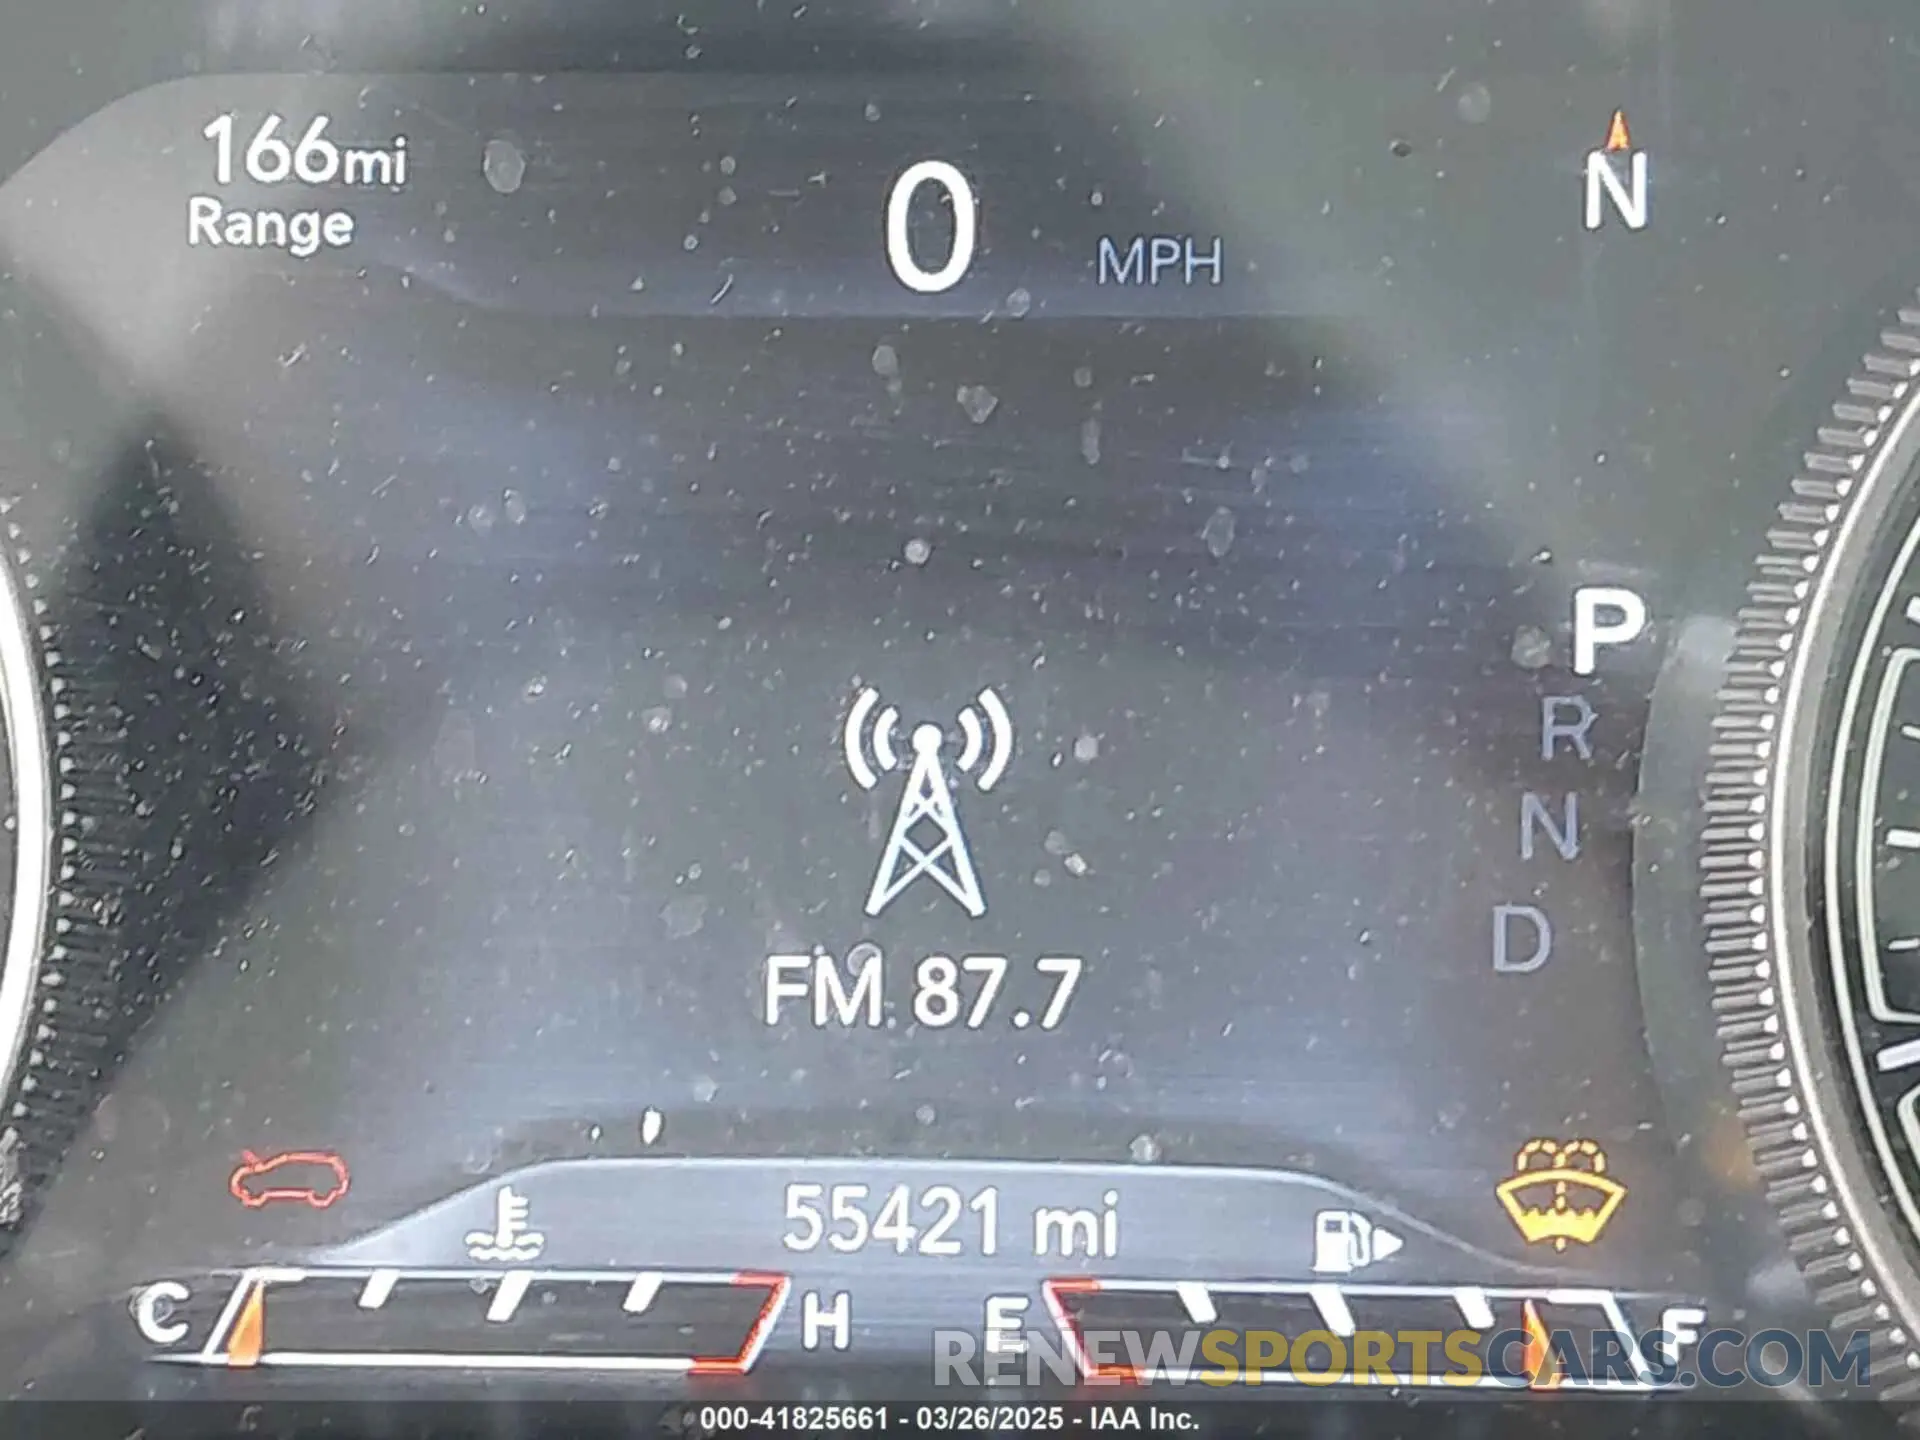 166mi
Range
0 MPH
N
P
R
N
D
FM 87.7
55421 mi
C H E F
RENEWSPORTSCARS.COM
000-41825661 - 03/26/2025 - IAA Inc.